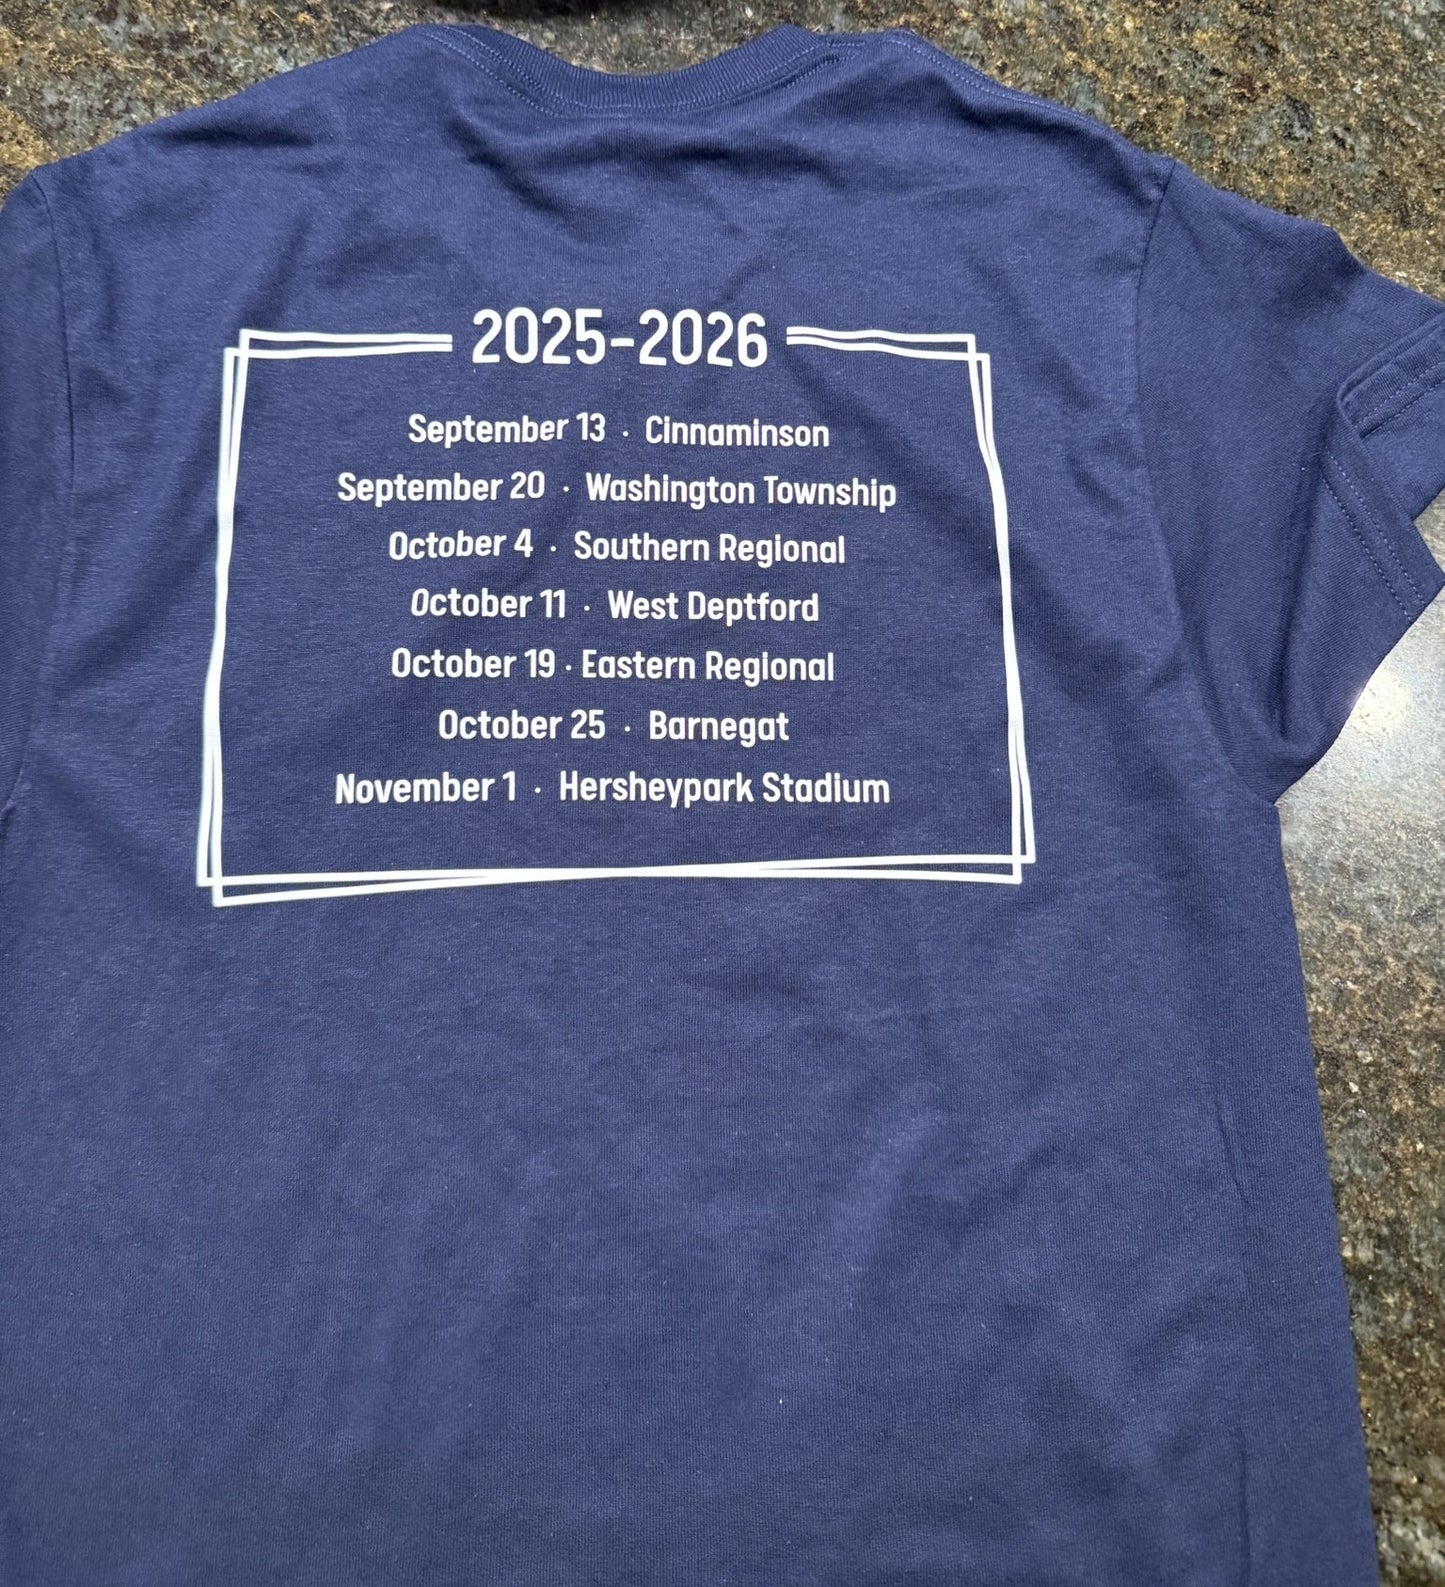 2025-2026
September 13 · Cinnaminson
September 20 · Washington Township
October 4 · Southern Regional
October 11 · West Deptford
October 19 · Eastern Regional
October 25 · Barnegat
November 1 · Hersheypark Stadium